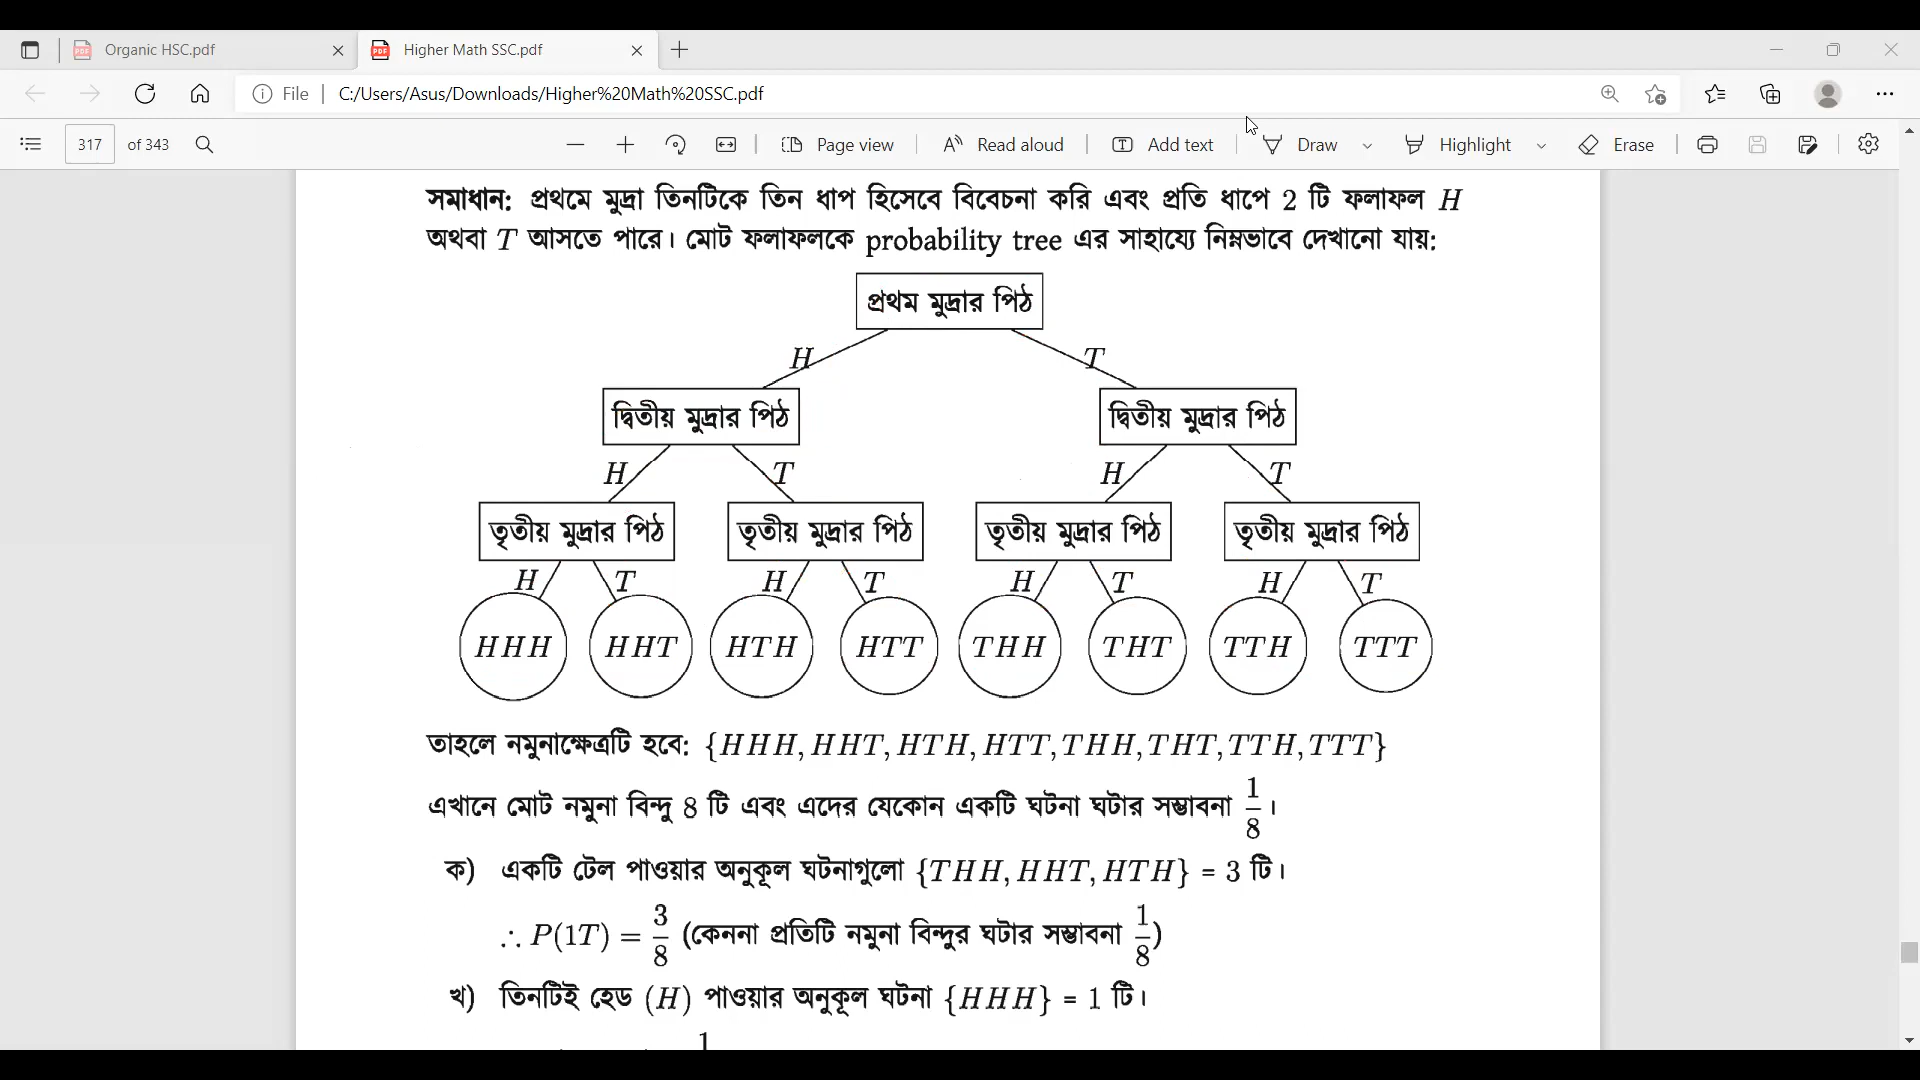 Organic HSC.pdf
Higher Math SSC.pdf
File
C:/Users/Asus/Downloads/Higher%20Math%20SSC.pdf
317 of 343
Page view
Read aloud
Add text
Draw
Highlight
Erase
সমাধান: প্রথমে মুদ্রা তিনটিকে তিন ধাপ হিসেবে বিবেচনা করি এবং প্রতি ধাপে 2 টি ফলাফল H
অথবা T আসতে পারে। মোট ফলাফলকে probability tree এর সাহায্যে নিম্নভাবে দেখানো যায়:
প্রথম মুদ্রার পিঠ
H T
দ্বিতীয় মুদ্রার পিঠ দ্বিতীয় মুদ্রার পিঠ
H T H T
তৃতীয় মুদ্রার পিঠ তৃতীয় মুদ্রার পিঠ তৃতীয় মুদ্রার পিঠ তৃতীয় মুদ্রার পিঠ
H T H T H T H T
HHH HHT HTH HTT THH THT TTH TTT
তাহলে নমুনাক্ষেত্রটি হবে: {HHH, HHT, HTH, HTT, THH, THT, TTH, TTT}
এখানে মোট নমুনা বিন্দু 8 টি এবং এদের যেকোন একটি ঘটনা ঘটার সম্ভাবনা 1/8।
ক) একটি টেল পাওয়ার অনুকূল ঘটনাগুলো {THH, HHT, HTH} = 3 টি।
∴ P(1T) = 3/8 (কেননা প্রতিটি নমুনা বিন্দুর ঘটার সম্ভাবনা 1/8)
খ) তিনটিই হেড (H) পাওয়ার অনুকূল ঘটনা {HHH} = 1 টি।
1